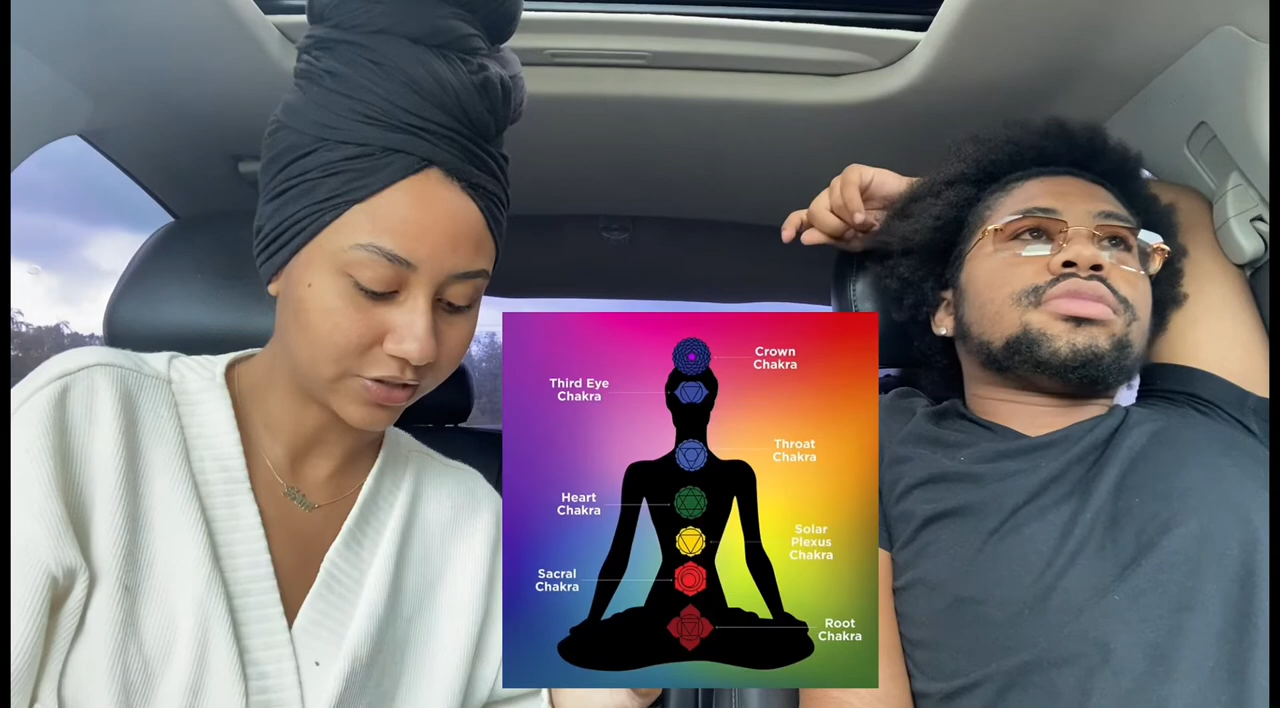 Crown
Chakra
Third Eye
Chakra
Throat
Chakra
Heart
Chakra
Solar
Plexus
Chakra
Sacral
Chakra
Root
Chakra